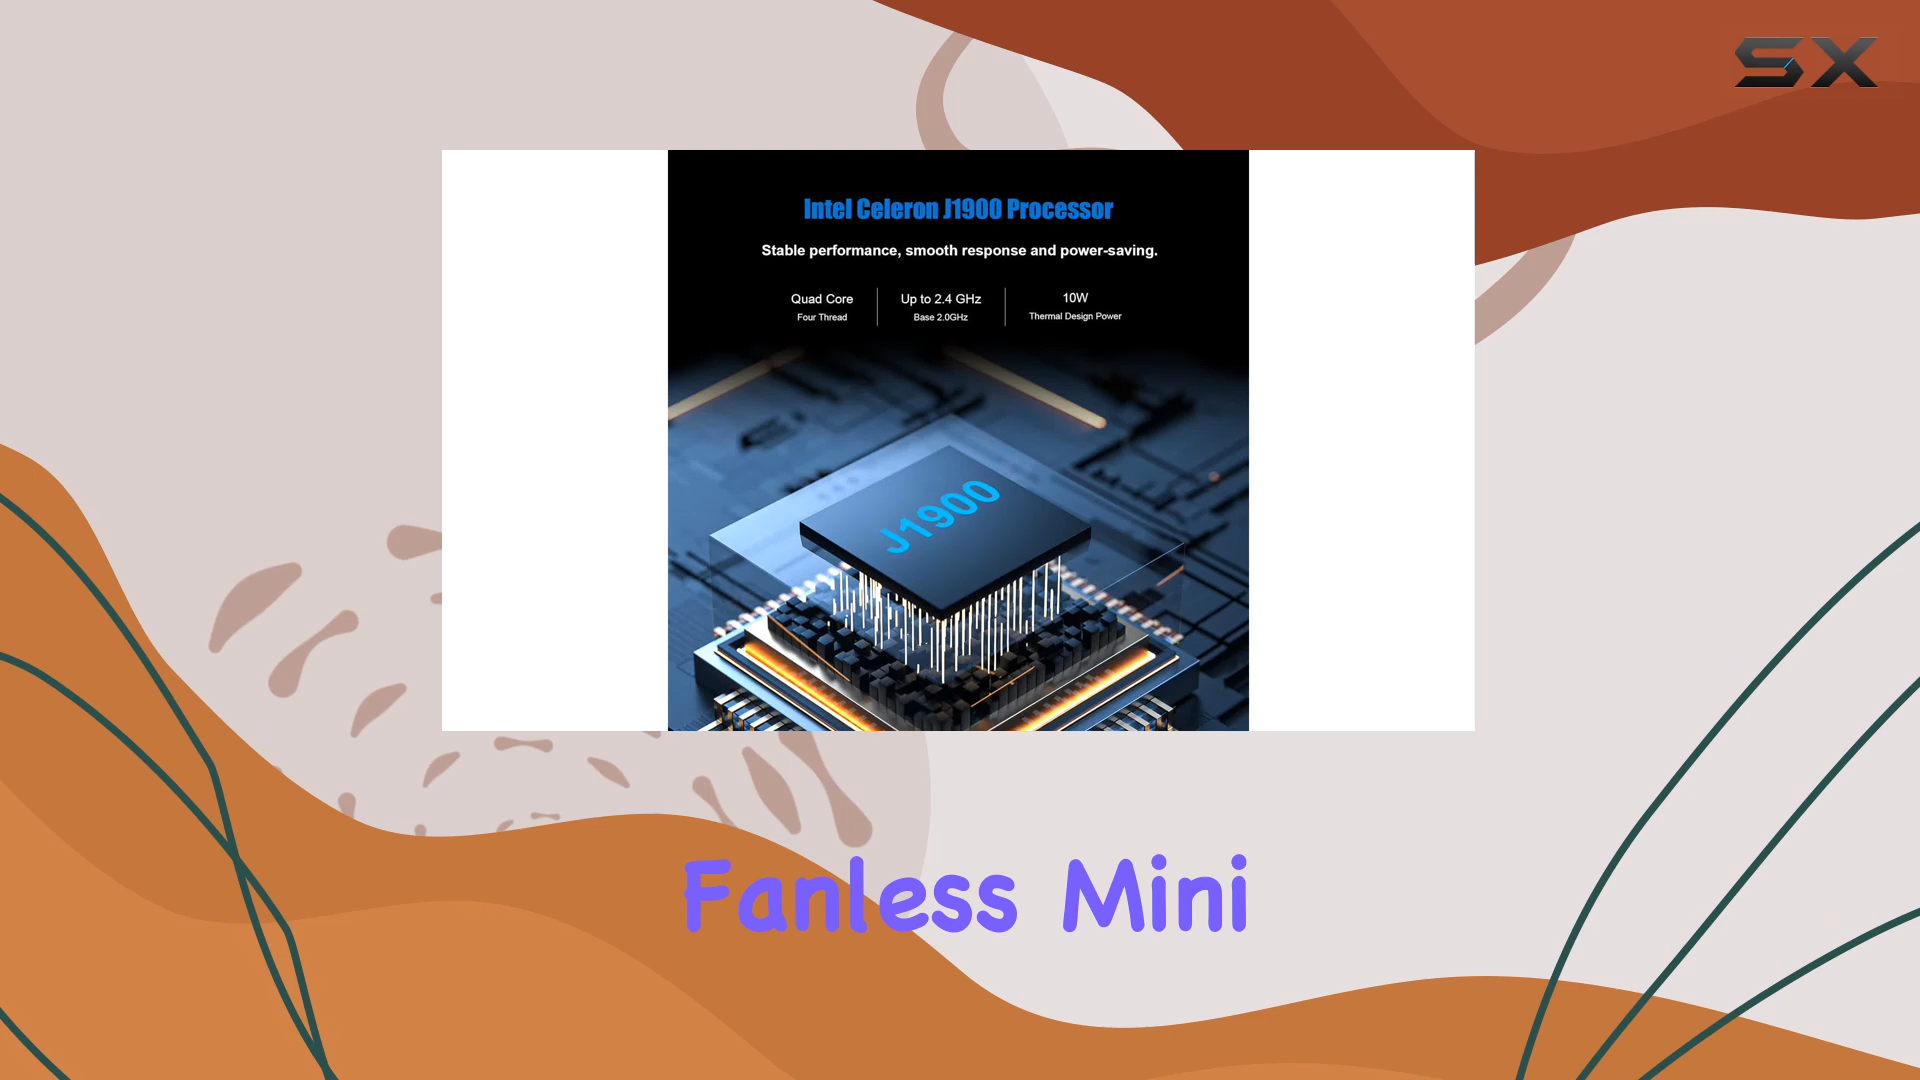 SX
Intel Celeron J1900 Processor
Stable performance, smooth response and power-saving.
Quad Core
Four Thread
Up to 2.4 GHz
Base 2.0GHz
10W
Thermal Design Power
J1900
Fanless Mini